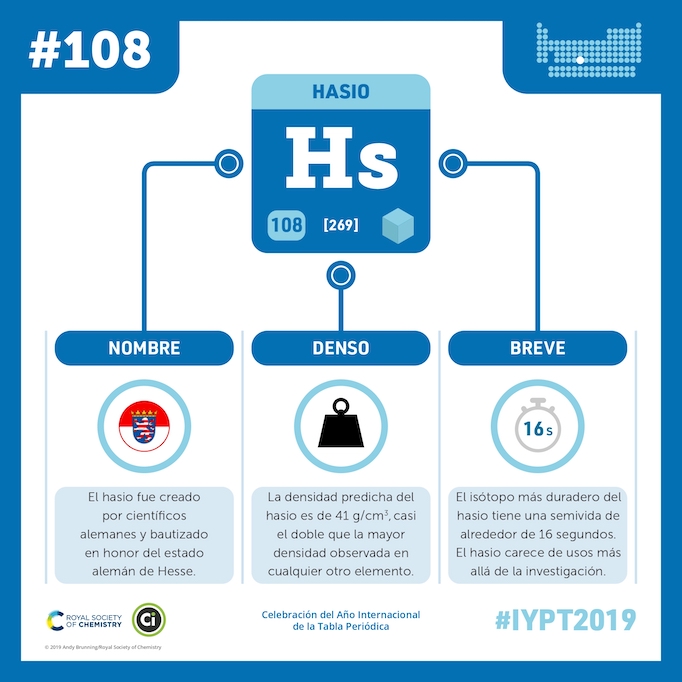 #108
HASIO
Hs
108
[269]
NOMBRE
DENSO
BREVE
16s
El hasio fue creado
por científicos
alemanes y bautizado
en honor del estado
alemán de Hesse.
La densidad predicha del
hasio es de 41 g/cm³, casi
el doble que la mayor
densidad observada en
cualquier otro elemento.
El isótopo más duradero del
hasio tiene una semivida de
alrededor de 16 segundos.
El hasio carece de usos más
allá de la investigación.
ROYAL SOCIETY
OF CHEMISTRY
Ci
Celebración del Año Internacional
de la Tabla Periódica
#IYPT2019
© 2019 Andy Brunning/Royal Society of Chemistry